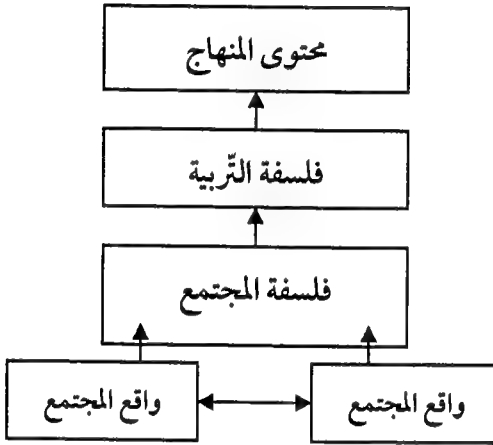 محتوى المنهاج
فلسفة التّربية
فلسفة المجتمع
واقع المجتمع
واقع المجتمع